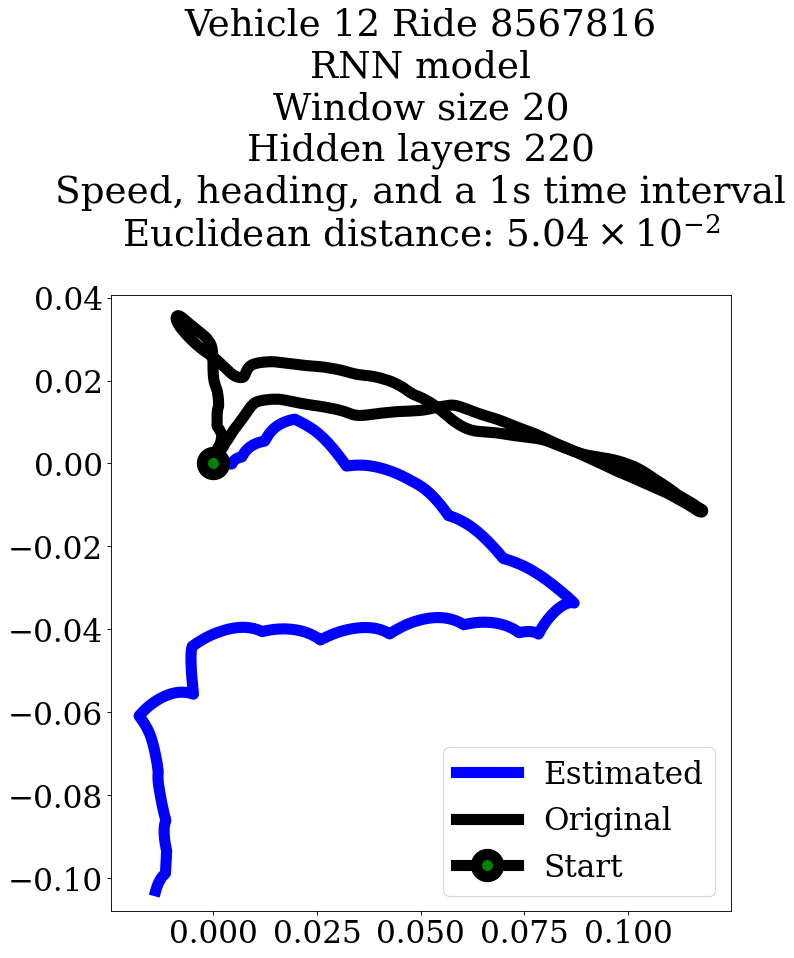 Vehicle 12 Ride 8567816
RNN model
Window size 20
Hidden layers 220
Speed, heading, and a 1s time interval
Euclidean distance: 5.04 × 10⁻²
0.04
0.02
0.00
−0.02
−0.04
−0.06
−0.08
−0.10
Estimated
Original
Start
0.000 0.025 0.050 0.075 0.100